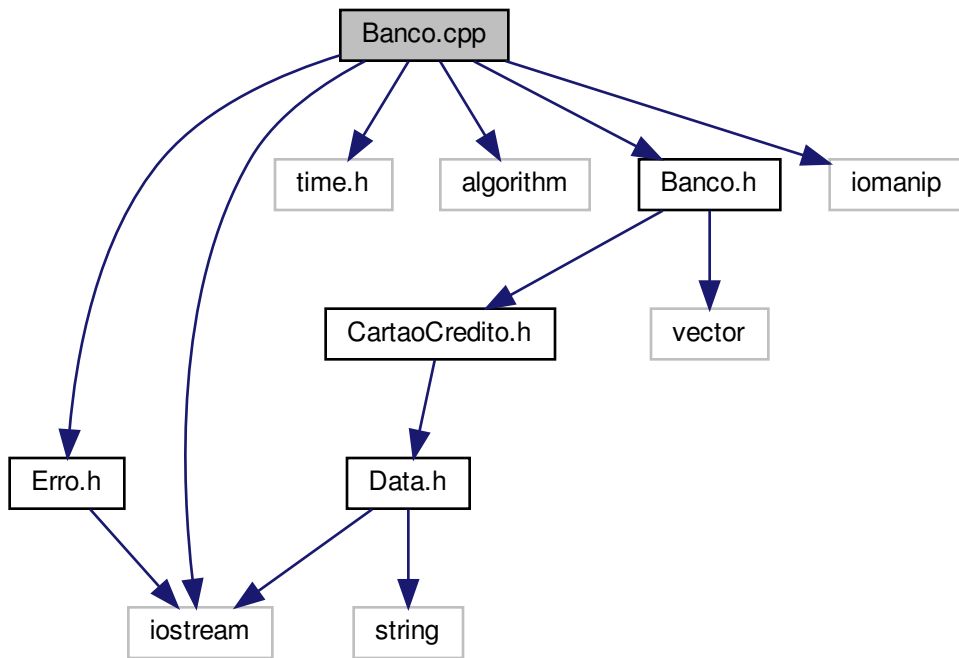 Banco.cpp
time.h
algorithm
Banco.h
iomanip
CartaoCredito.h
vector
Erro.h
Data.h
iostream
string